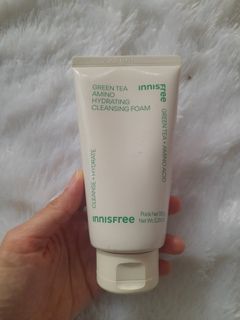 innisfree
GREEN TEA
AMINO
HYDRATING
CLEANSING FOAM
GREEN TEA + AMINO ACID
CLEANSE + HYDRATE
innisfree